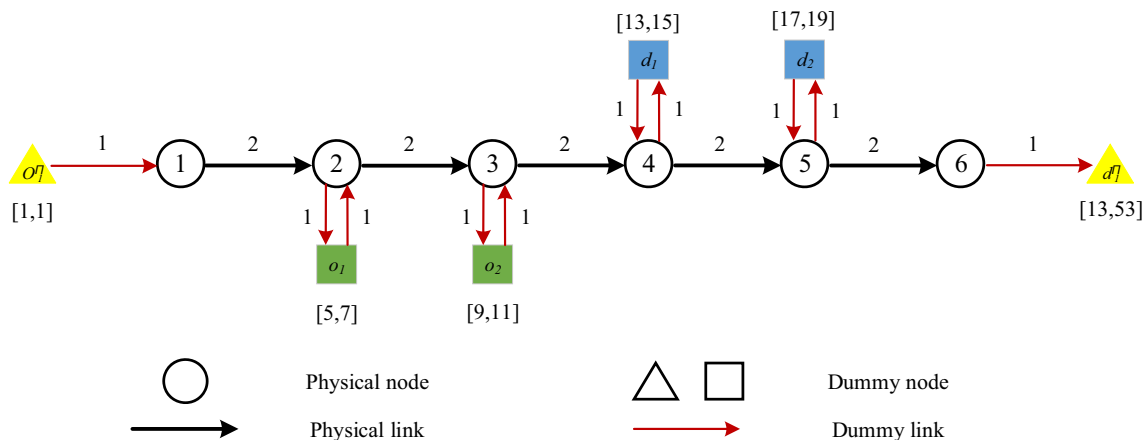 [13,15] [17,19]
d1 d2
1 1 1 1
1 2 2 2 2 2 1
O 1 2 3 4 5 6 d
[1,1] [13,53]
1 1 1 1
o1 o2
[5,7] [9,11]
Physical node Dummy node
Physical link Dummy link